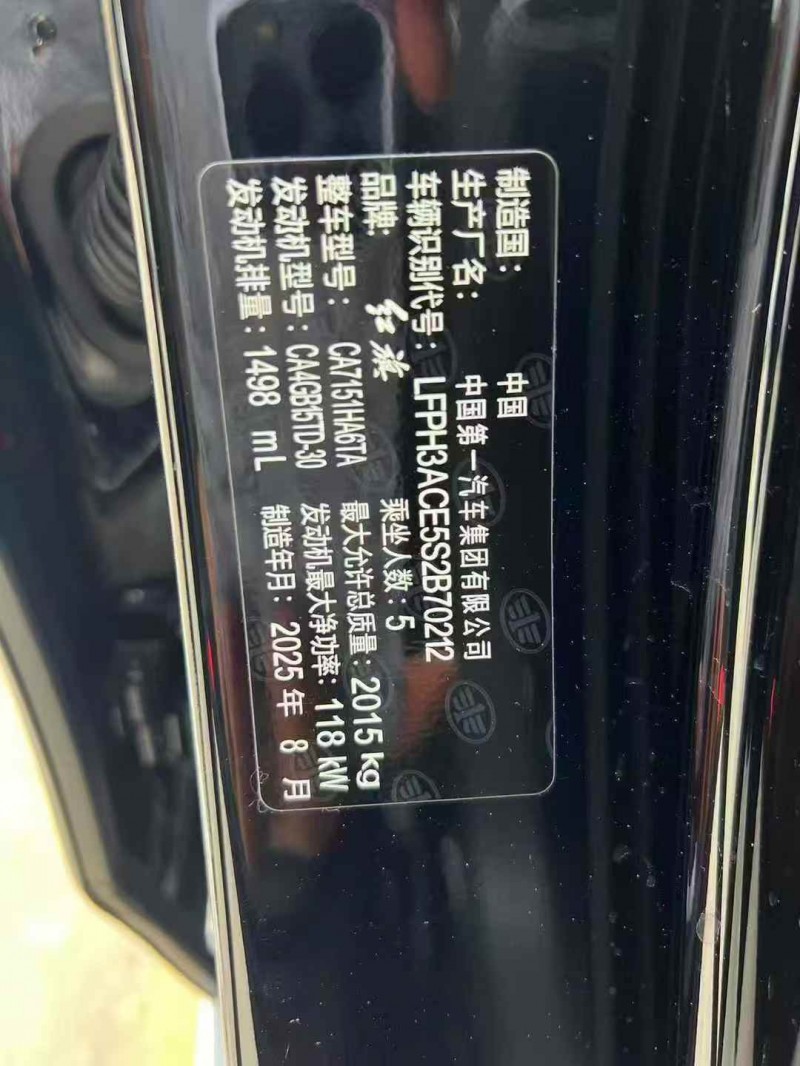 制造国: 中国
生产厂名: 中国第一汽车集团有限公司
车辆识别代号: LFPH3ACE5S2B70212
品牌: 红旗 乘坐人数: 5
整车型号: CA7151HA6TA 最大允许总质量: 2015 kg
发动机型号: CA4GB15TD-30 发动机最大净功率: 118 kW
发动机排量: 1498 mL 制造年月: 2025 年 8 月